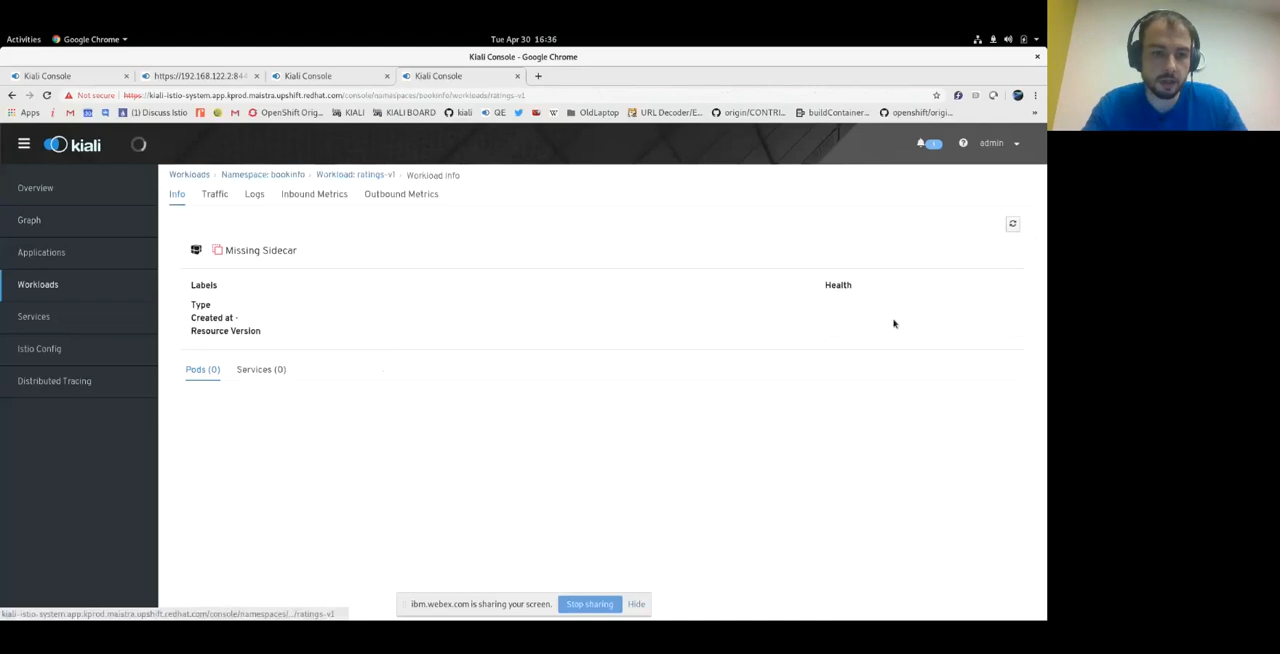 Activities Google Chrome Tue Apr 30 16:36
Kiali Console - Google Chrome
Kiali Console × https://192.168.122.2:844 × Kiali Console × Kiali Console × +
Not secure https://kiali-istio-system.app.kprod.maistra.upshift.redhat.com/console/namespaces/bookinfo/workloads/ratings-v1
Apps (1) Discuss Istio OpenShift Orig... KIALI KIALI BOARD kiali QE OldLaptop URL Decoder/E... origin/CONTRI... buildContainer... openshift/origi... »
kiali 1 admin
Workloads Namespace: bookinfo Workload: ratings-v1 Workload Info
Overview
Info Traffic Logs Inbound Metrics Outbound Metrics
Graph
Missing Sidecar
Applications
Workloads
Labels Health
Type
Created at -
Services
Resource Version
Istio Config
Pods (0) Services (0)
Distributed Tracing
ibm.webex.com is sharing your screen. Stop sharing Hide
kiali-istio-system.app.kprod.maistra.upshift.redhat.com/console/namespaces/.../ratings-v1